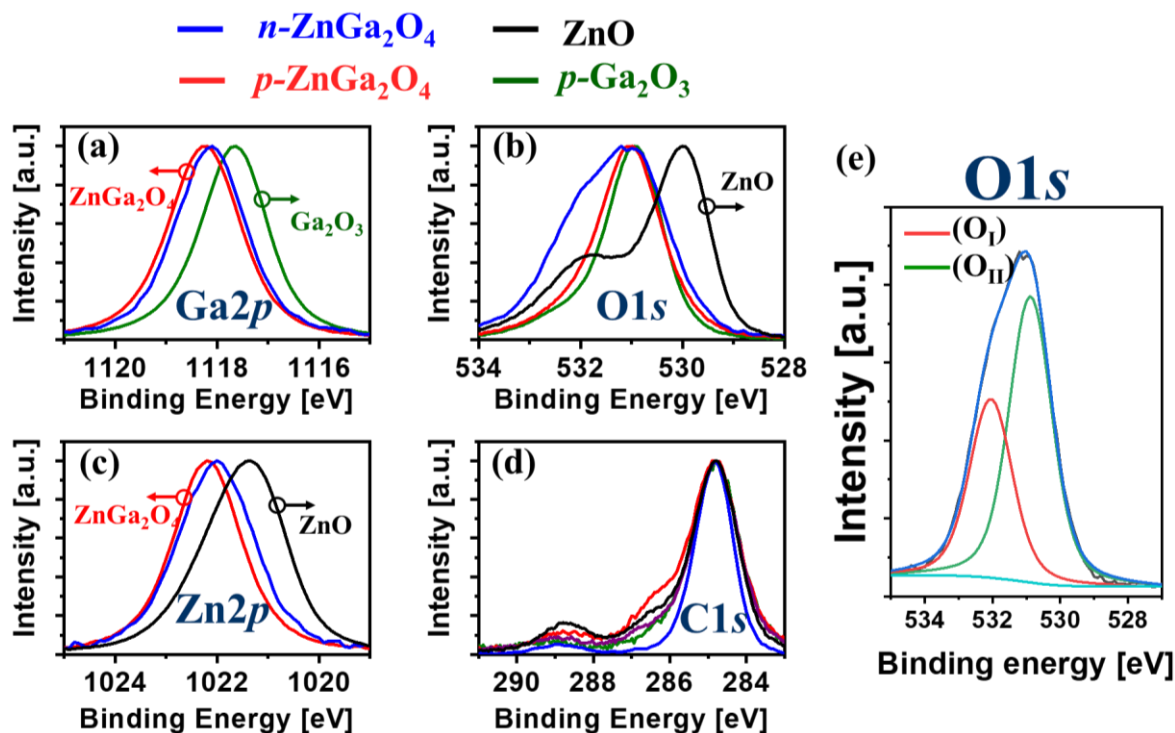 n-ZnGa₂O₄ ZnO
p-ZnGa₂O₄ p-Ga₂O₃
(a)
Intensity [a.u.]
ZnGa₂O₄
Ga₂O₃
Ga2p
1120 1118 1116
Binding Energy [eV]
(b)
Intensity [a.u.]
ZnO
O1s
534 532 530 528
Binding Energy [eV]
(c)
Intensity [a.u.]
ZnGa₂O₄
ZnO
Zn2p
1024 1022 1020
Binding Energy [eV]
(d)
Intensity [a.u.]
C1s
290 288 286 284
Binding Energy [eV]
(e)
O1s
(O_I)
(O_II)
Intensity [a.u.]
534 532 530 528
Binding energy [eV]